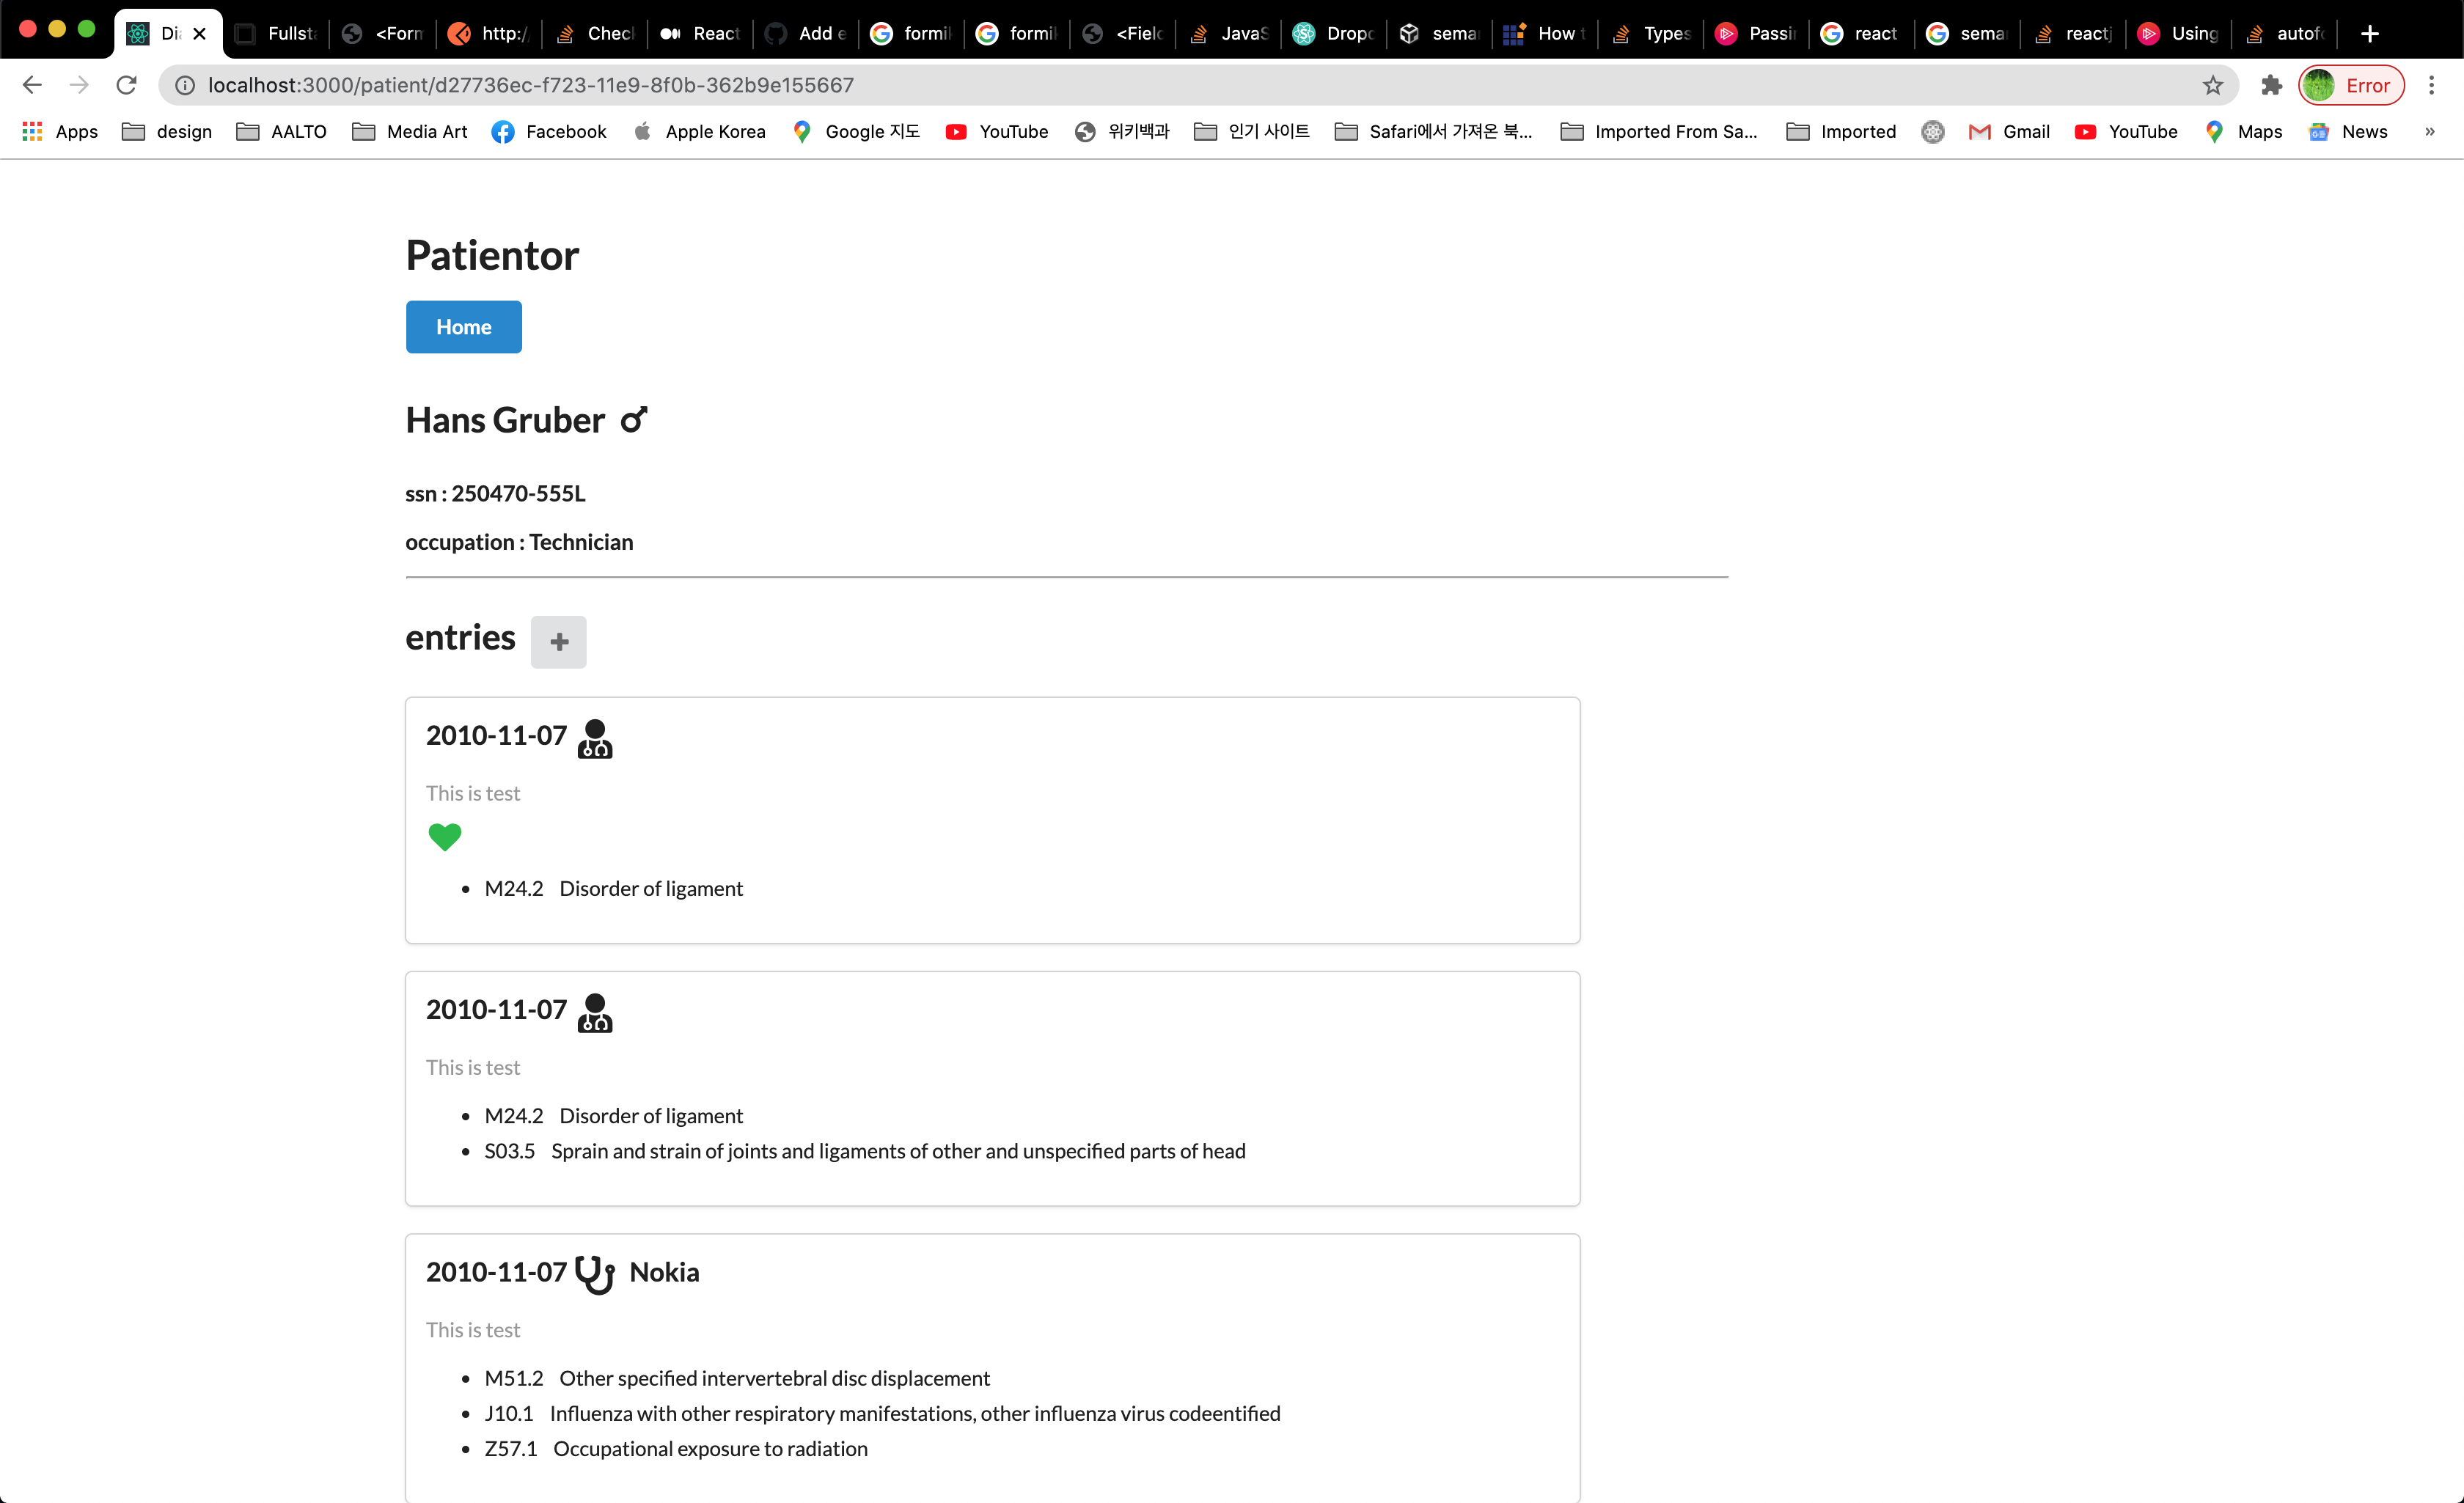 Di Fullst <Form http:/ Chec React Add e formi formi <Field JavaS Dropd sema How t Types Passi react sema reactj Using autof
localhost:3000/patient/d27736ec-f723-11e9-8f0b-362b9e155667 Error
Apps design AALTO Media Art Facebook Apple Korea Google 지도 YouTube 위키백과 인기 사이트 Safari에서 가져온 북... Imported From Sa... Imported Gmail YouTube Maps News »
Patientor
Home
Hans Gruber
ssn : 250470-555L
occupation : Technician
entries
2010-11-07
This is test
• M24.2 Disorder of ligament
2010-11-07
This is test
• M24.2 Disorder of ligament
• S03.5 Sprain and strain of joints and ligaments of other and unspecified parts of head
2010-11-07 Nokia
This is test
• M51.2 Other specified intervertebral disc displacement
• J10.1 Influenza with other respiratory manifestations, other influenza virus codeentified
• Z57.1 Occupational exposure to radiation